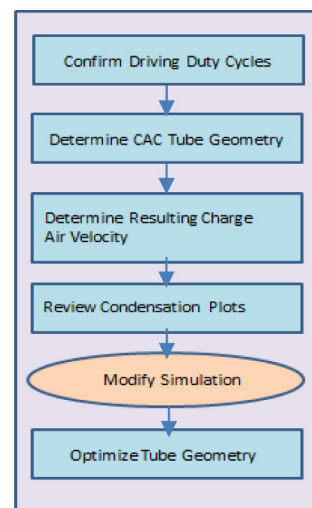 Confirm Driving Duty Cycles
Determine CAC Tube Geometry
Determine Resulting Charge
Air Velocity
Review Condensation Plots
Modify Simulation
Optimize Tube Geometry